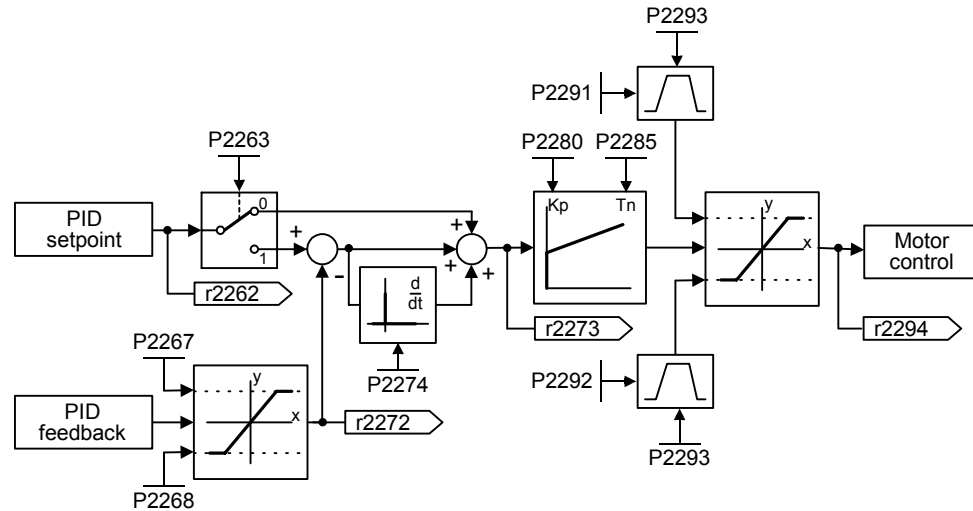 P2293
P2291
P2263
P2280
P2285
PID
setpoint
0
1
+
-
+
+
+
Kp
Tn
y
x
Motor
control
d
dt
r2262
r2273
r2294
P2267
P2274
P2292
PID
feedback
y
x
r2272
P2293
P2268